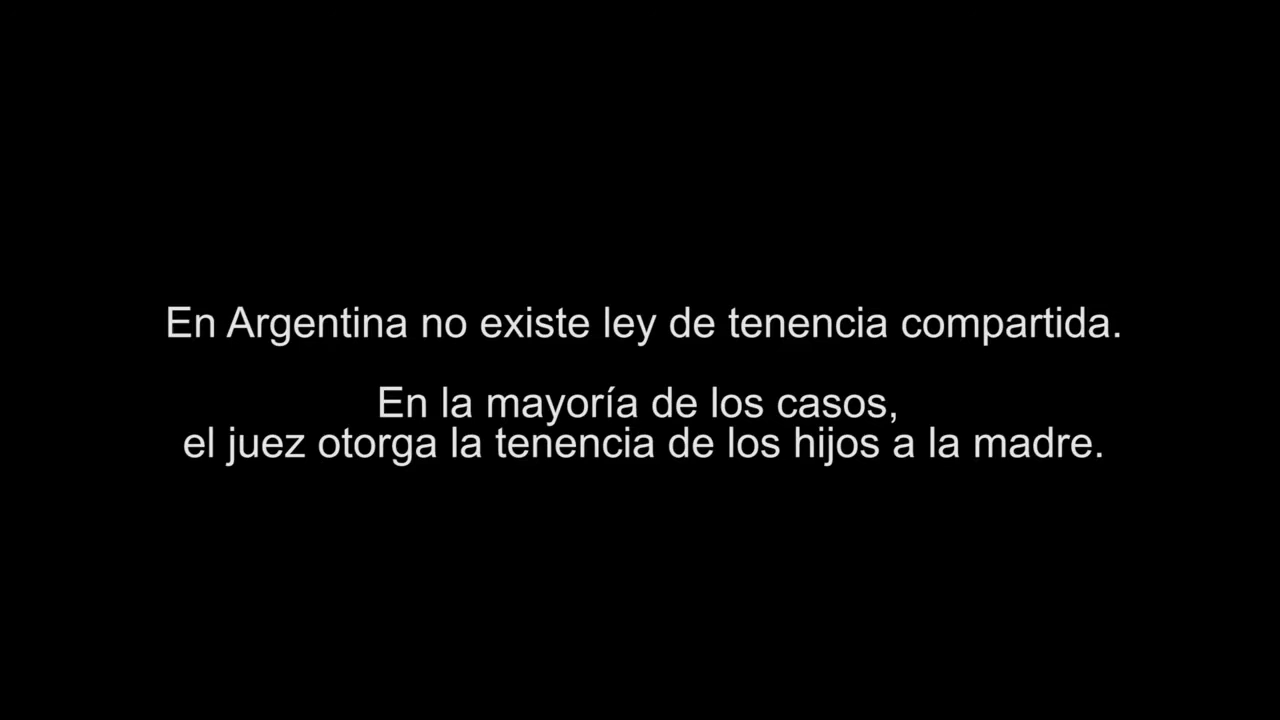 En Argentina no existe ley de tenencia compartida.
En la mayoría de los casos,
el juez otorga la tenencia de los hijos a la madre.